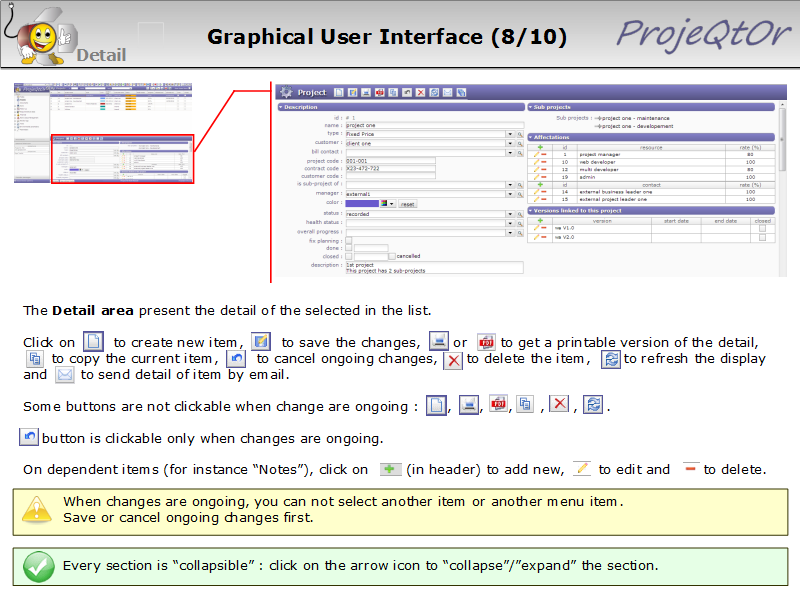 Detail
Graphical User Interface (8/10)
ProjeQtOr
Project
Description
id : # 1
name : project one
type : Fixed Price
customer : client one
bill contact :
project code : 001-001
contract code : X23-472-722
customer code :
is sub-project of :
manager : external1
color : reset
status : recorded
health status :
overall progress :
fix planning :
done :
closed : cancelled
description : 1st project
This project has 2 sub-projects
Sub projects
Sub projects : project one - maintenance
project one - developement
Affectations
id resource rate (%)
1 project manager 60
10 web developer 100
12 multi developer 50
19 admin 100
id contact rate (%)
14 external business leader one 100
15 external project leader one 100
Versions linked to this project
version start date end date closed
wa V1.0
wa V2.0
The Detail area present the detail of the selected in the list.
Click on to create new item, to save the changes, or to get a printable version of the detail,
to copy the current item, to cancel ongoing changes, to delete the item, to refresh the display
and to send detail of item by email.
Some buttons are not clickable when change are ongoing : , , , , , .
button is clickable only when changes are ongoing.
On dependent items (for instance “Notes”), click on (in header) to add new, to edit and to delete.
When changes are ongoing, you can not select another item or another menu item.
Save or cancel ongoing changes first.
Every section is “collapsible” : click on the arrow icon to “collapse”/”expand” the section.